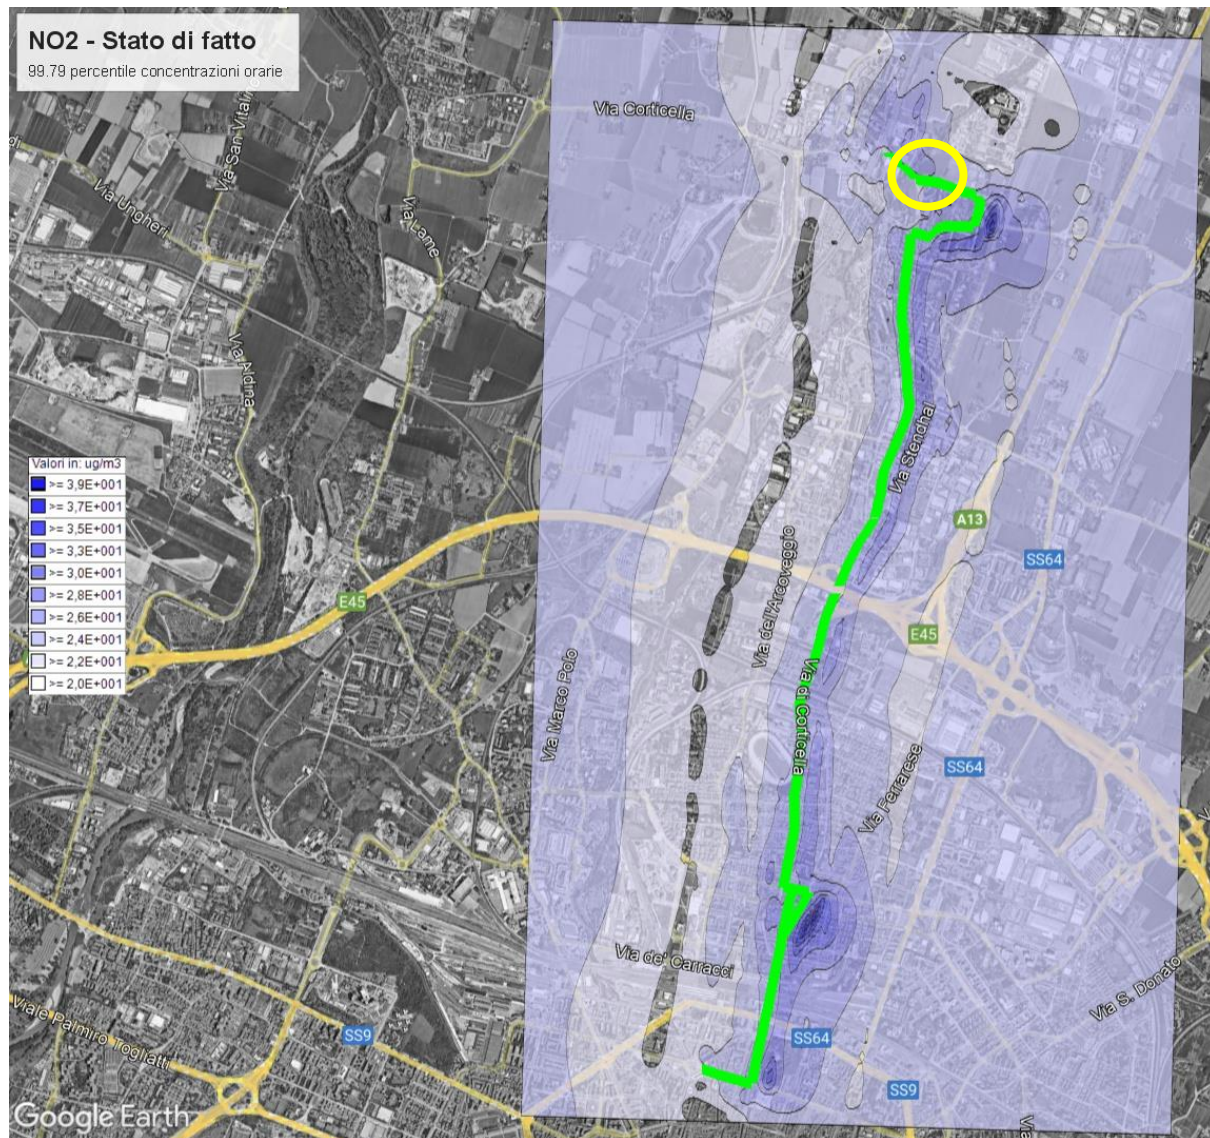 NO2 - Stato di fatto
99.79 percentile concentrazioni orarie
Via Corticella
Via San Vitalin
Via Ungheri
Via Lame
Via Aldina
Via Stendhal
Valori in: ug/m3
>= 3,9E+001
>= 3,7E+001
>= 3,5E+001
>= 3,3E+001
>= 3,0E+001
>= 2,8E+001
>= 2,6E+001
>= 2,4E+001
>= 2,2E+001
>= 2,0E+001
A13
SS64
E45
E45
Via dell'Arcoveggio
Via Marco Polo
Via di Corticella
SS64
Via Ferrarese
Via de' Carracci
Via S. Donato
Viale Palmiro Togliatti
SS9
SS64
SS9
Via
Google Earth